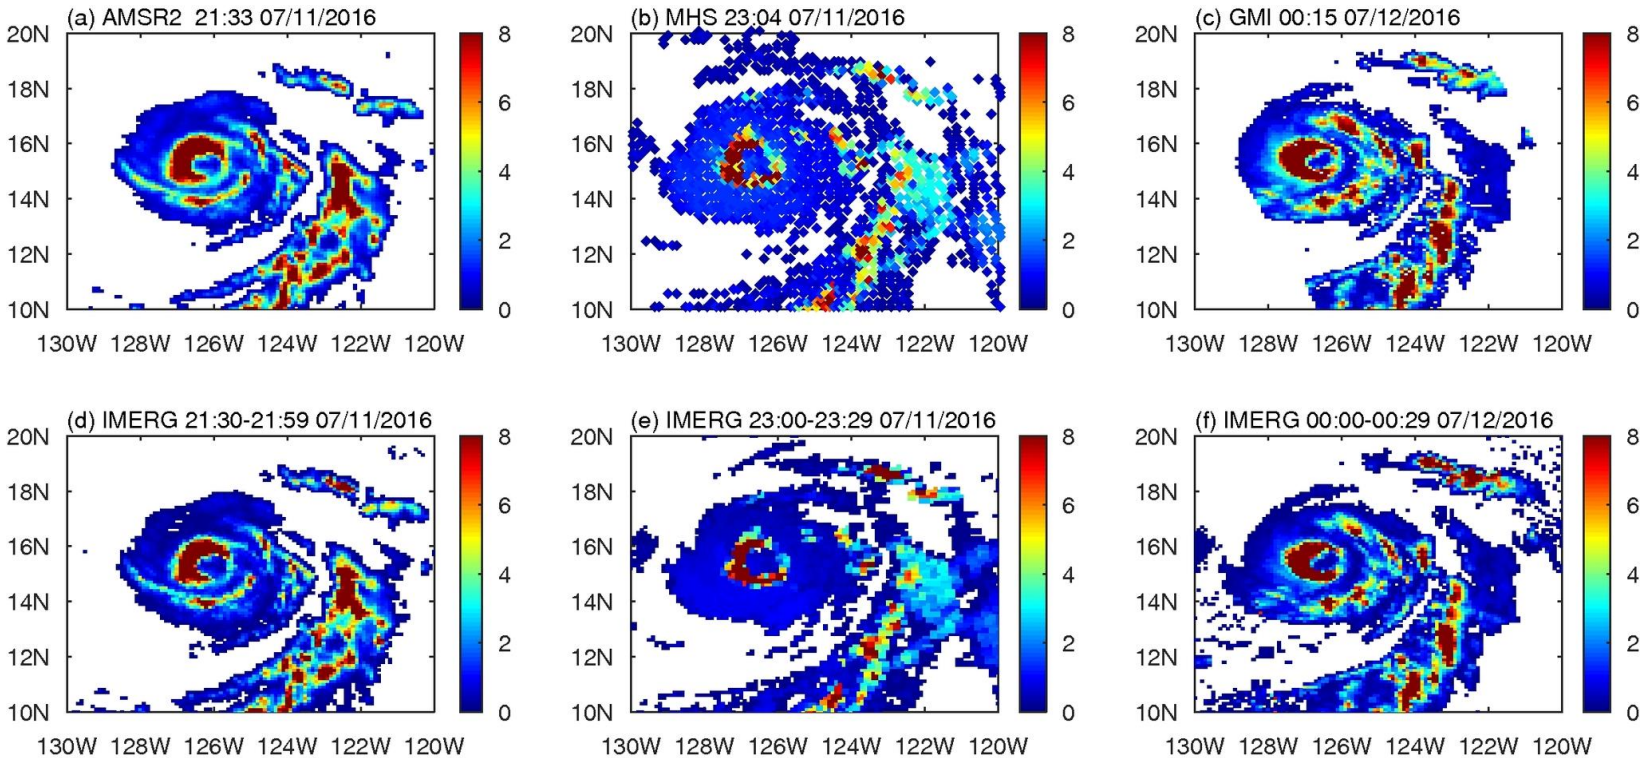 (a) AMSR2 21:33 07/11/2016
(b) MHS 23:04 07/11/2016
(c) GMI 00:15 07/12/2016
20N
18N
16N
14N
12N
10N
130W 128W 126W 124W 122W 120W
8
6
4
2
0
20N
18N
16N
14N
12N
10N
130W 128W 126W 124W 122W 120W
8
6
4
2
0
20N
18N
16N
14N
12N
10N
130W 128W 126W 124W 122W 120W
8
6
4
2
0
(d) IMERG 21:30-21:59 07/11/2016
(e) IMERG 23:00-23:29 07/11/2016
(f) IMERG 00:00-00:29 07/12/2016
20N
18N
16N
14N
12N
10N
130W 128W 126W 124W 122W 120W
8
6
4
2
0
20N
18N
16N
14N
12N
10N
130W 128W 126W 124W 122W 120W
8
6
4
2
0
20N
18N
16N
14N
12N
10N
130W 128W 126W 124W 122W 120W
8
6
4
2
0